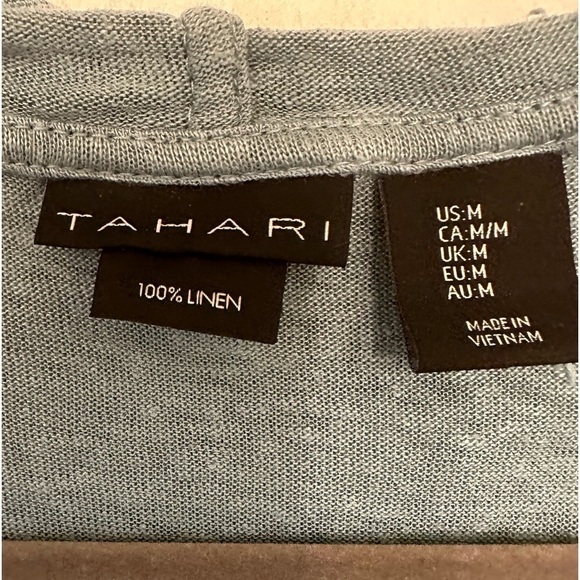 TAHARI
100% LINEN
US:M
CA:M/M
UK:M
EU:M
AU:M
MADE IN
VIETNAM